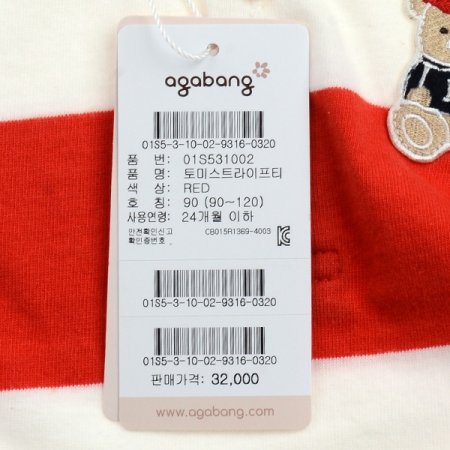 agabang
01S5-3-10-02-9316-0320
품 번: 01S531002
품 명: 토미스트라이프티
색 상: RED
호 칭: 90 (90~120)
사용연령: 24개월 이하
안전확인신고
확인증번호 : CB015R1369-4003
01S5-3-10-02-9316-0320
01S5-3-10-02-9316-0320
판매가격: 32,000
www.agabang.com